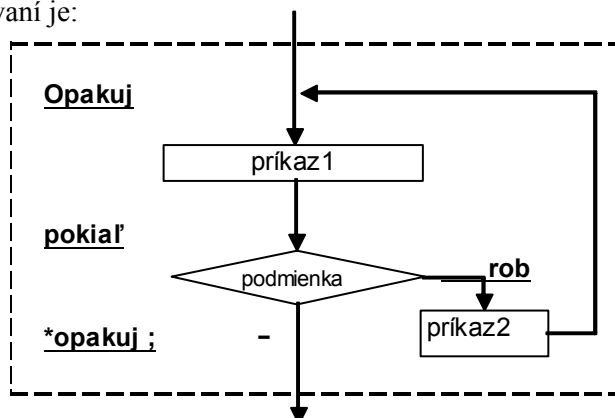 vaní je:
Opakuj
príkaz1
pokiaľ
podmienka
rob
príkaz2
*opakuj ;
-